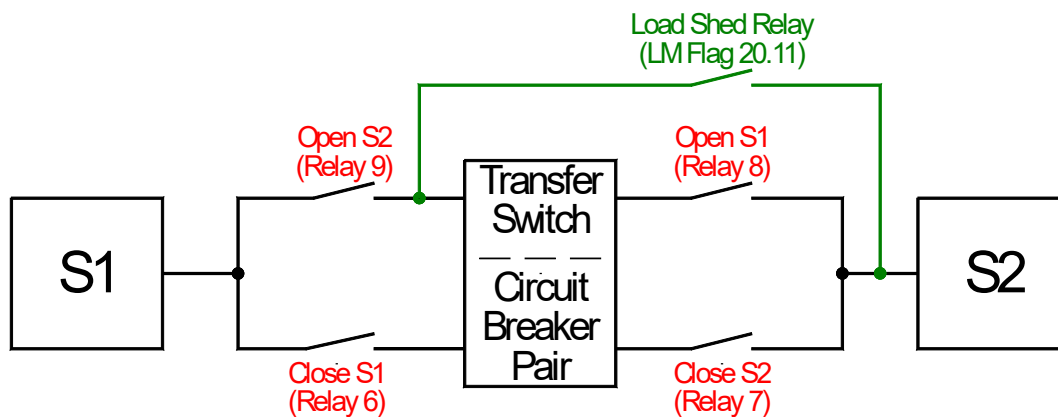 Load Shed Relay
(LM Flag 20.11)
Open S2
(Relay 9)
Open S1
(Relay 8)
S1
Transfer
Switch
Circuit
Breaker
Pair
S2
Close S1
(Relay 6)
Close S2
(Relay 7)